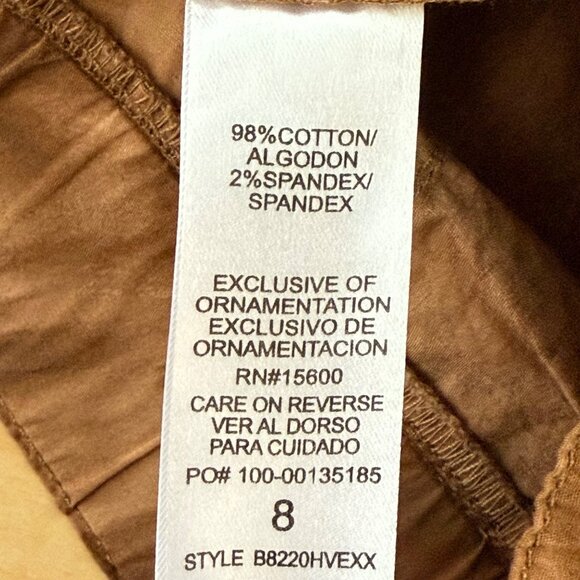 98%COTTON/
ALGODON
2%SPANDEX/
SPANDEX
EXCLUSIVE OF
ORNAMENTATION
EXCLUSIVO DE
ORNAMENTACION
RN#15600
CARE ON REVERSE
VER AL DORSO
PARA CUIDADO
PO# 100-00135185
8
STYLE B8220HVEXX